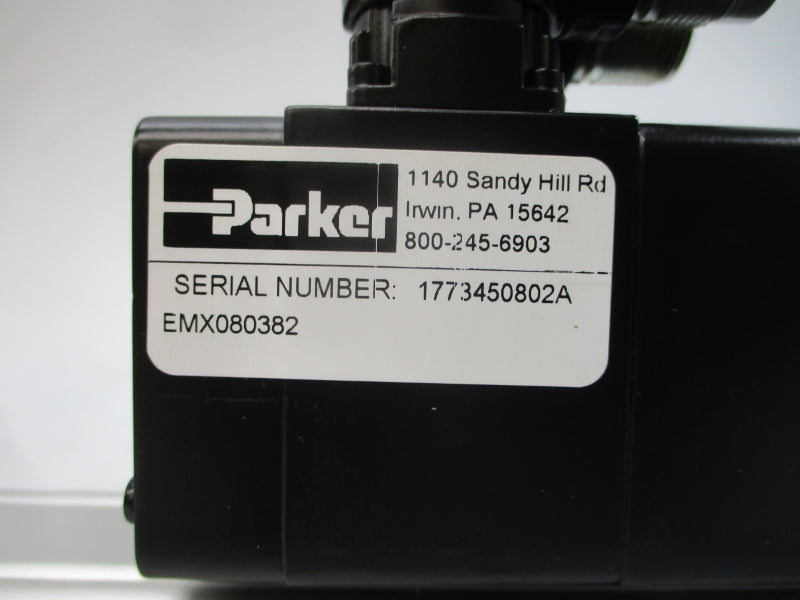 Parker
1140 Sandy Hill Rd
Irwin, PA 15642
800-245-6903
SERIAL NUMBER: 1773450802A
EMX080382